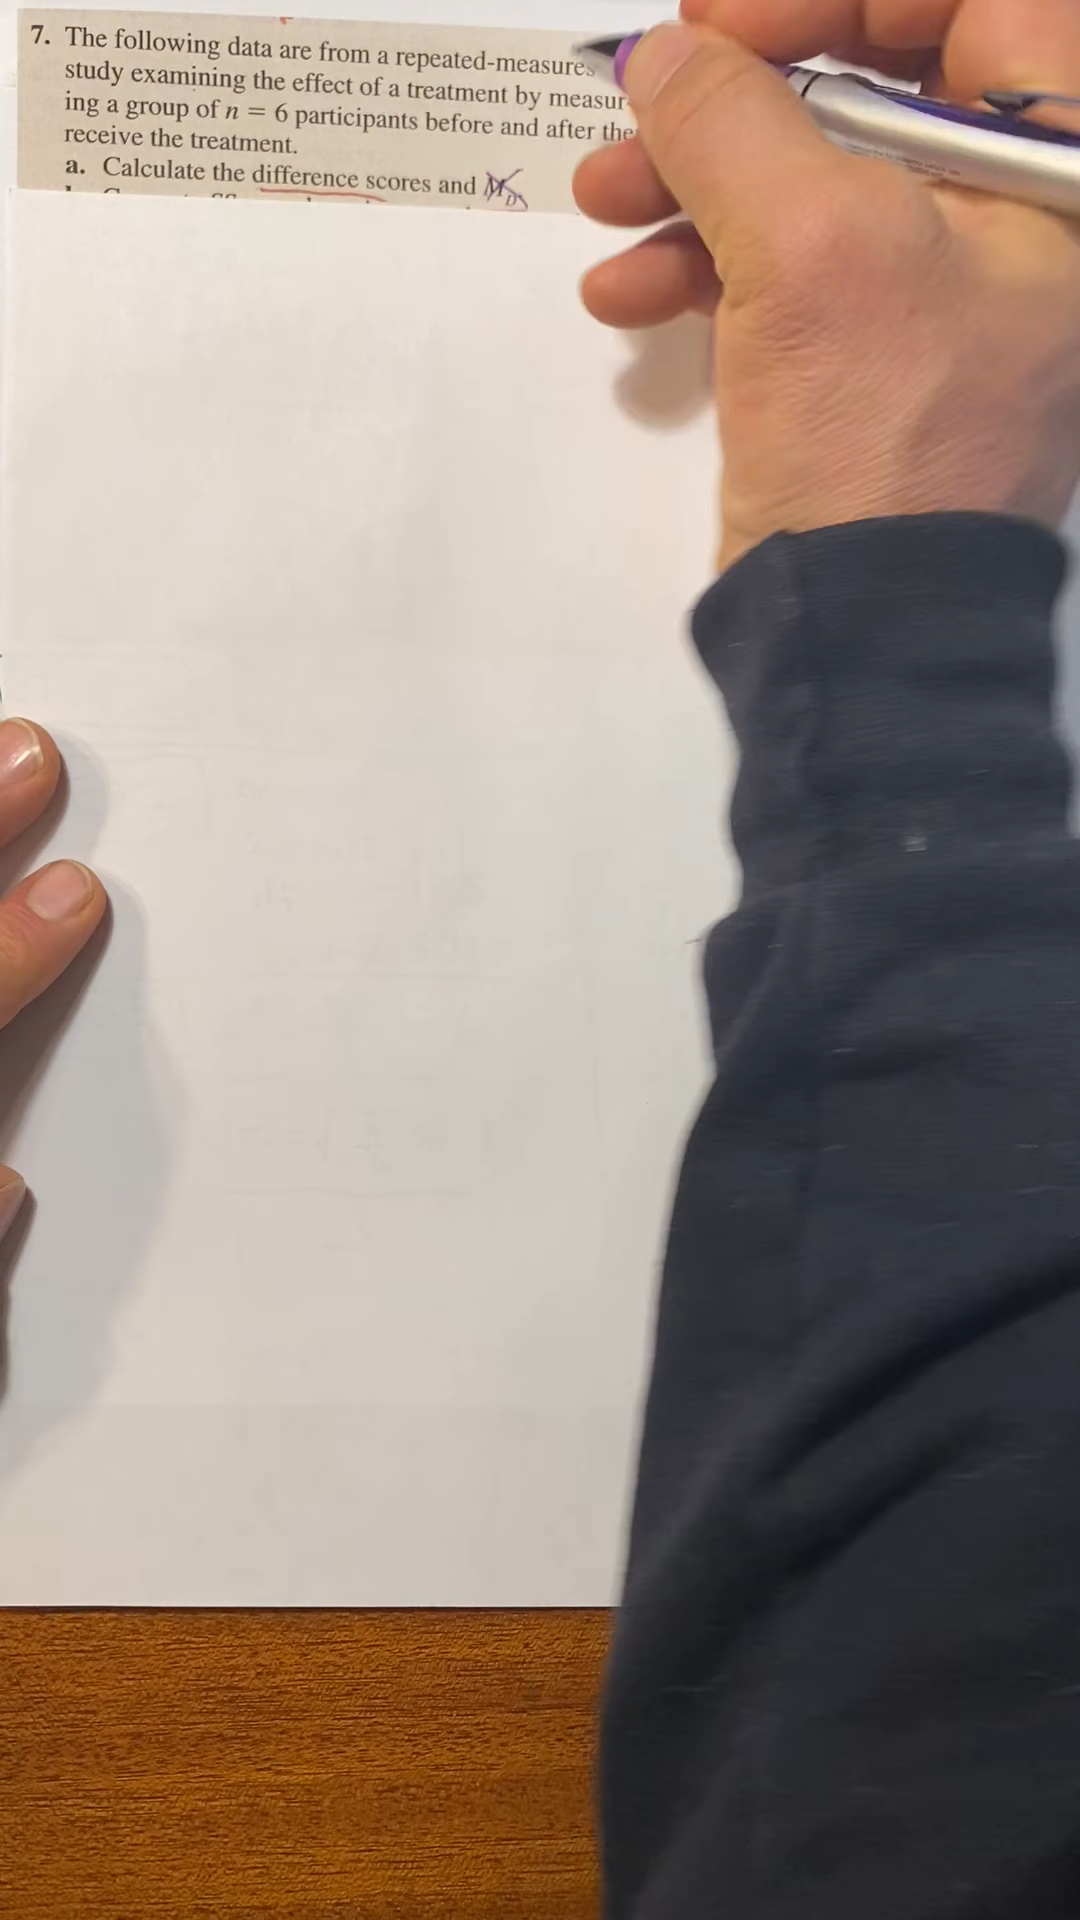 7. The following data are from a repeated-measures
study examining the effect of a treatment by measur-
ing a group of n = 6 participants before and after the
receive the treatment.
a. Calculate the difference scores and M_D.